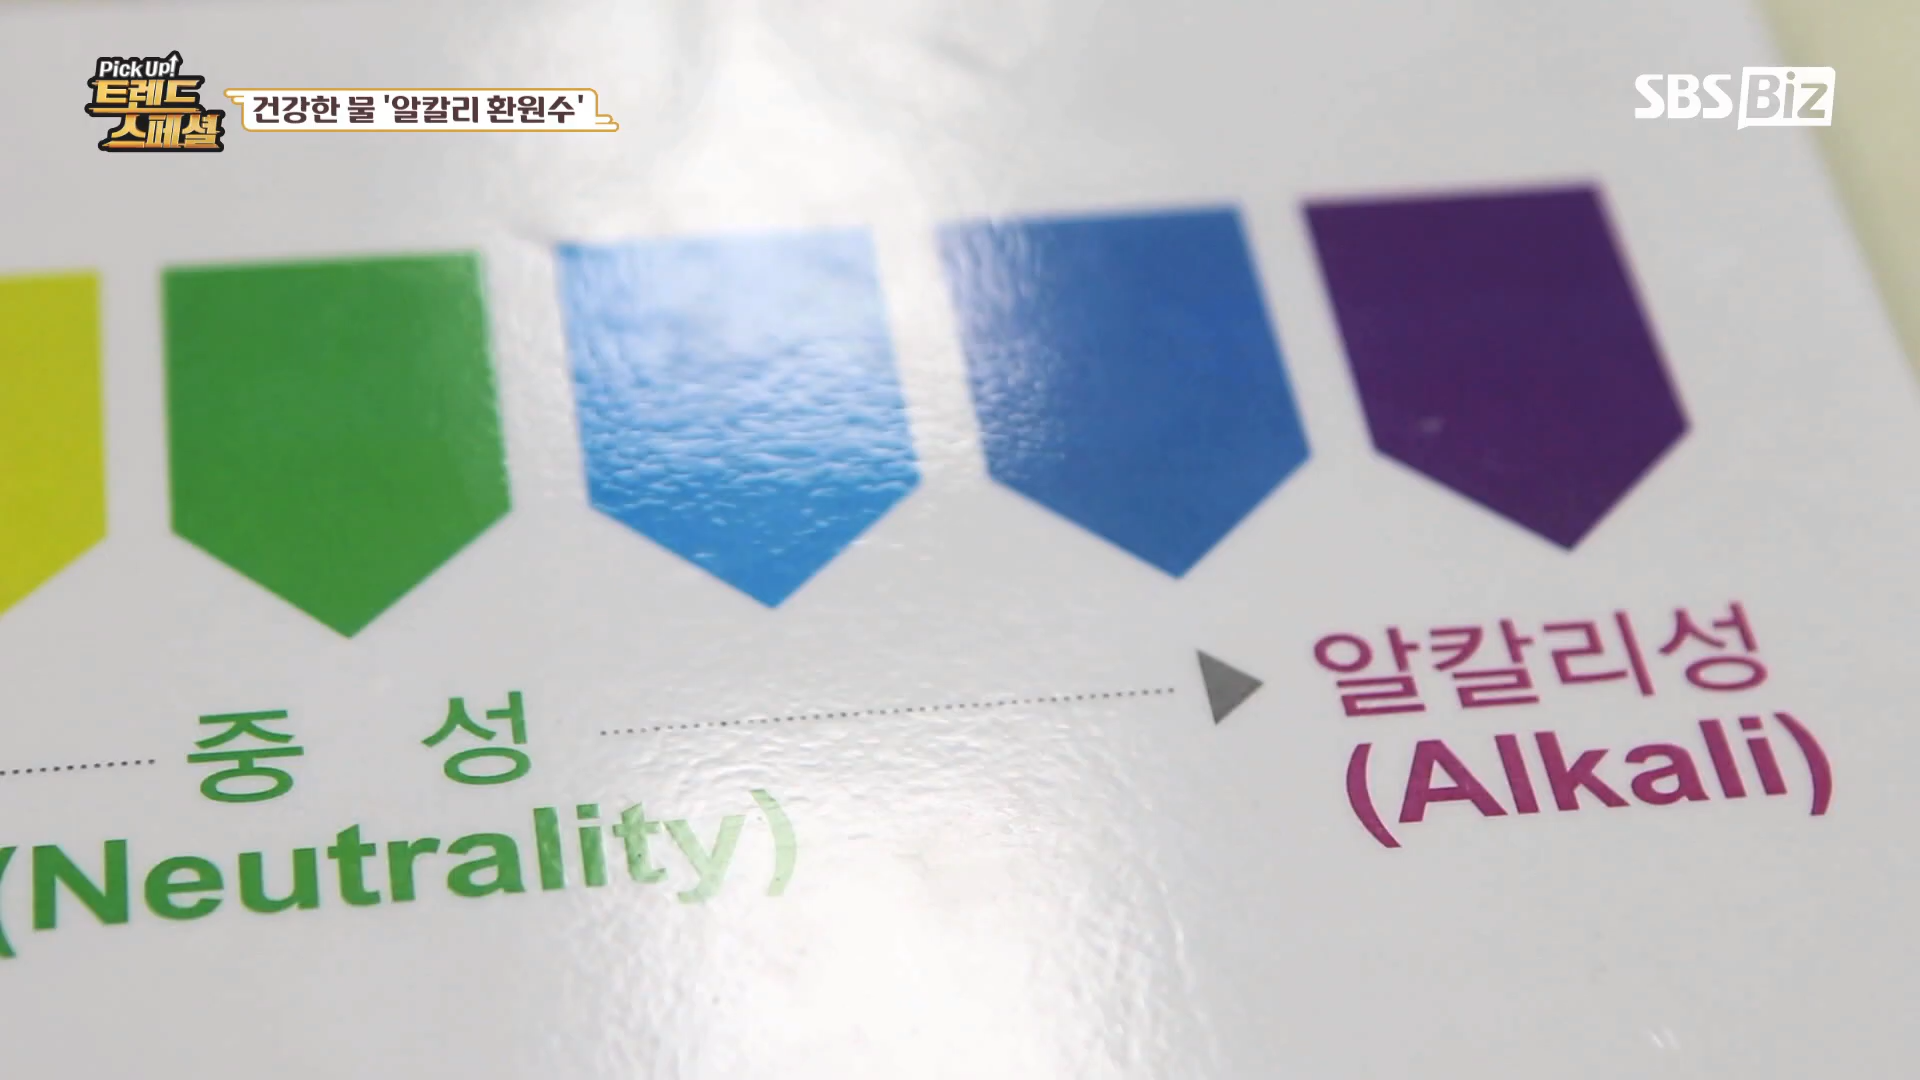 Pick Up!
트렌드
스페셜
건강한 물 '알칼리 환원수'
SBS Biz
중 성
(Neutrality)
알칼리성
(Alkali)